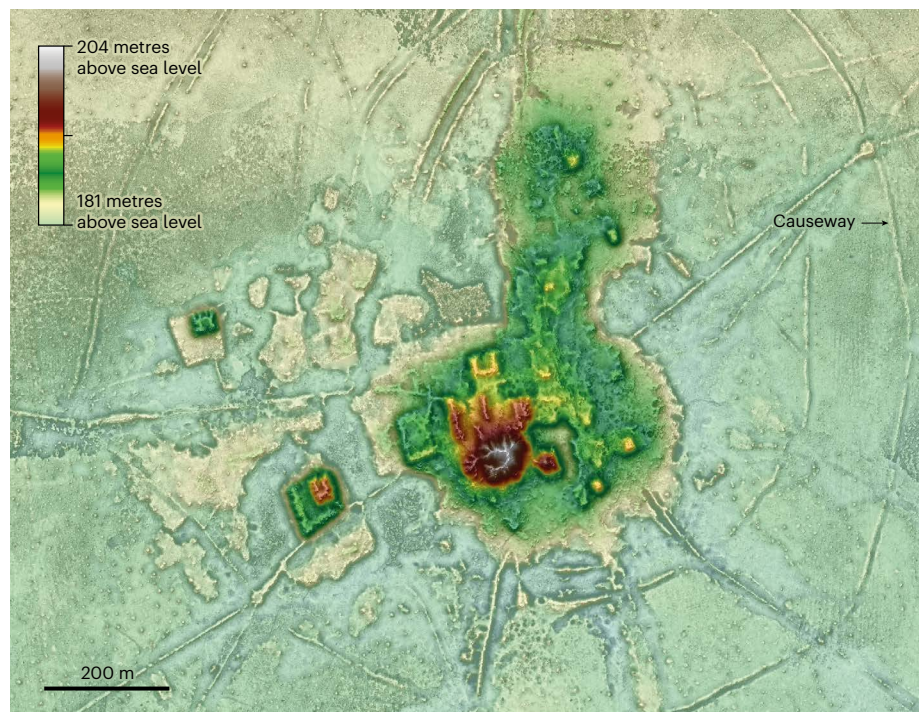 204 metres
above sea level
181 metres
above sea level
Causeway
200 m